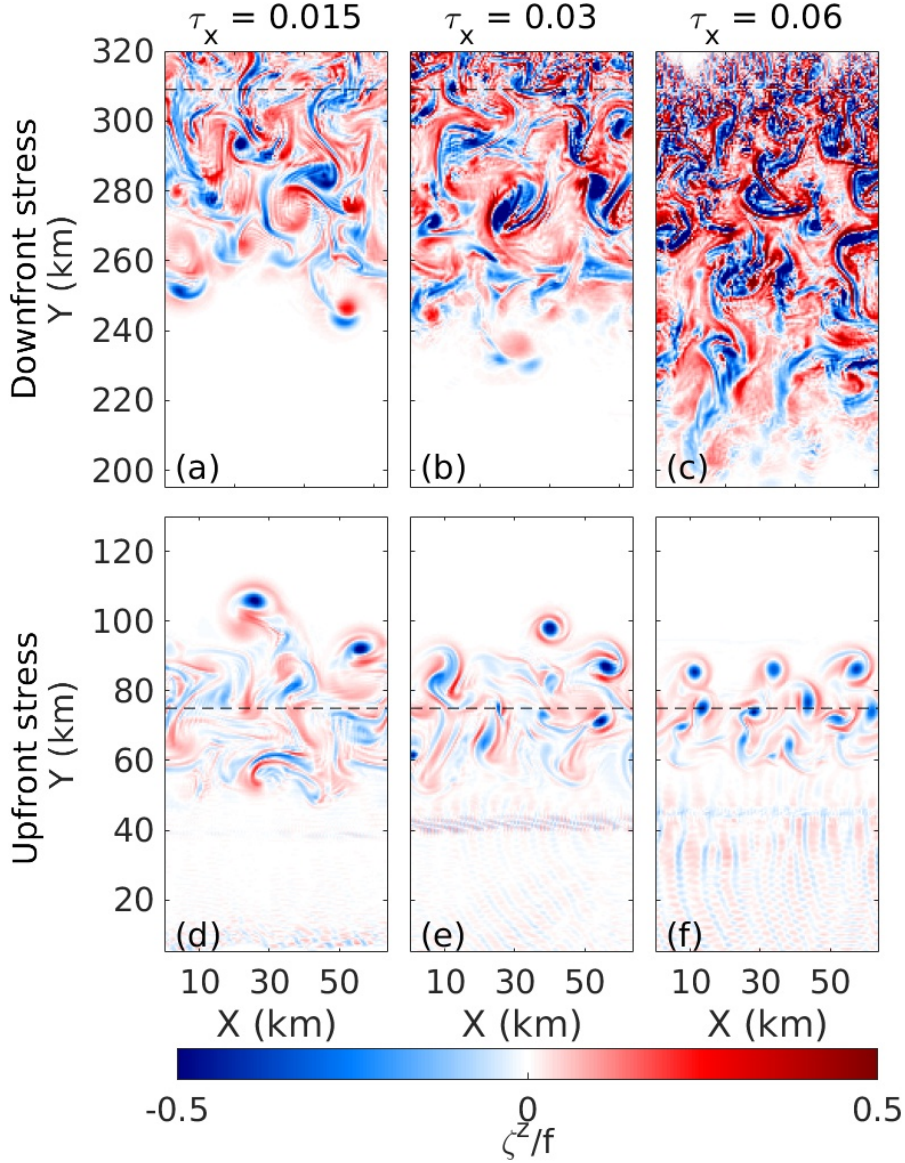 τx = 0.015 τx = 0.03 τx = 0.06
Downfront stress
Y (km)
320
300
280
260
240
220
200
(a) (b) (c)
Upfront stress
Y (km)
120
100
80
60
40
20
(d) (e) (f)
10 30 50 10 30 50 10 30 50
X (km) X (km) X (km)
-0.5 0 0.5
ζ^z/f